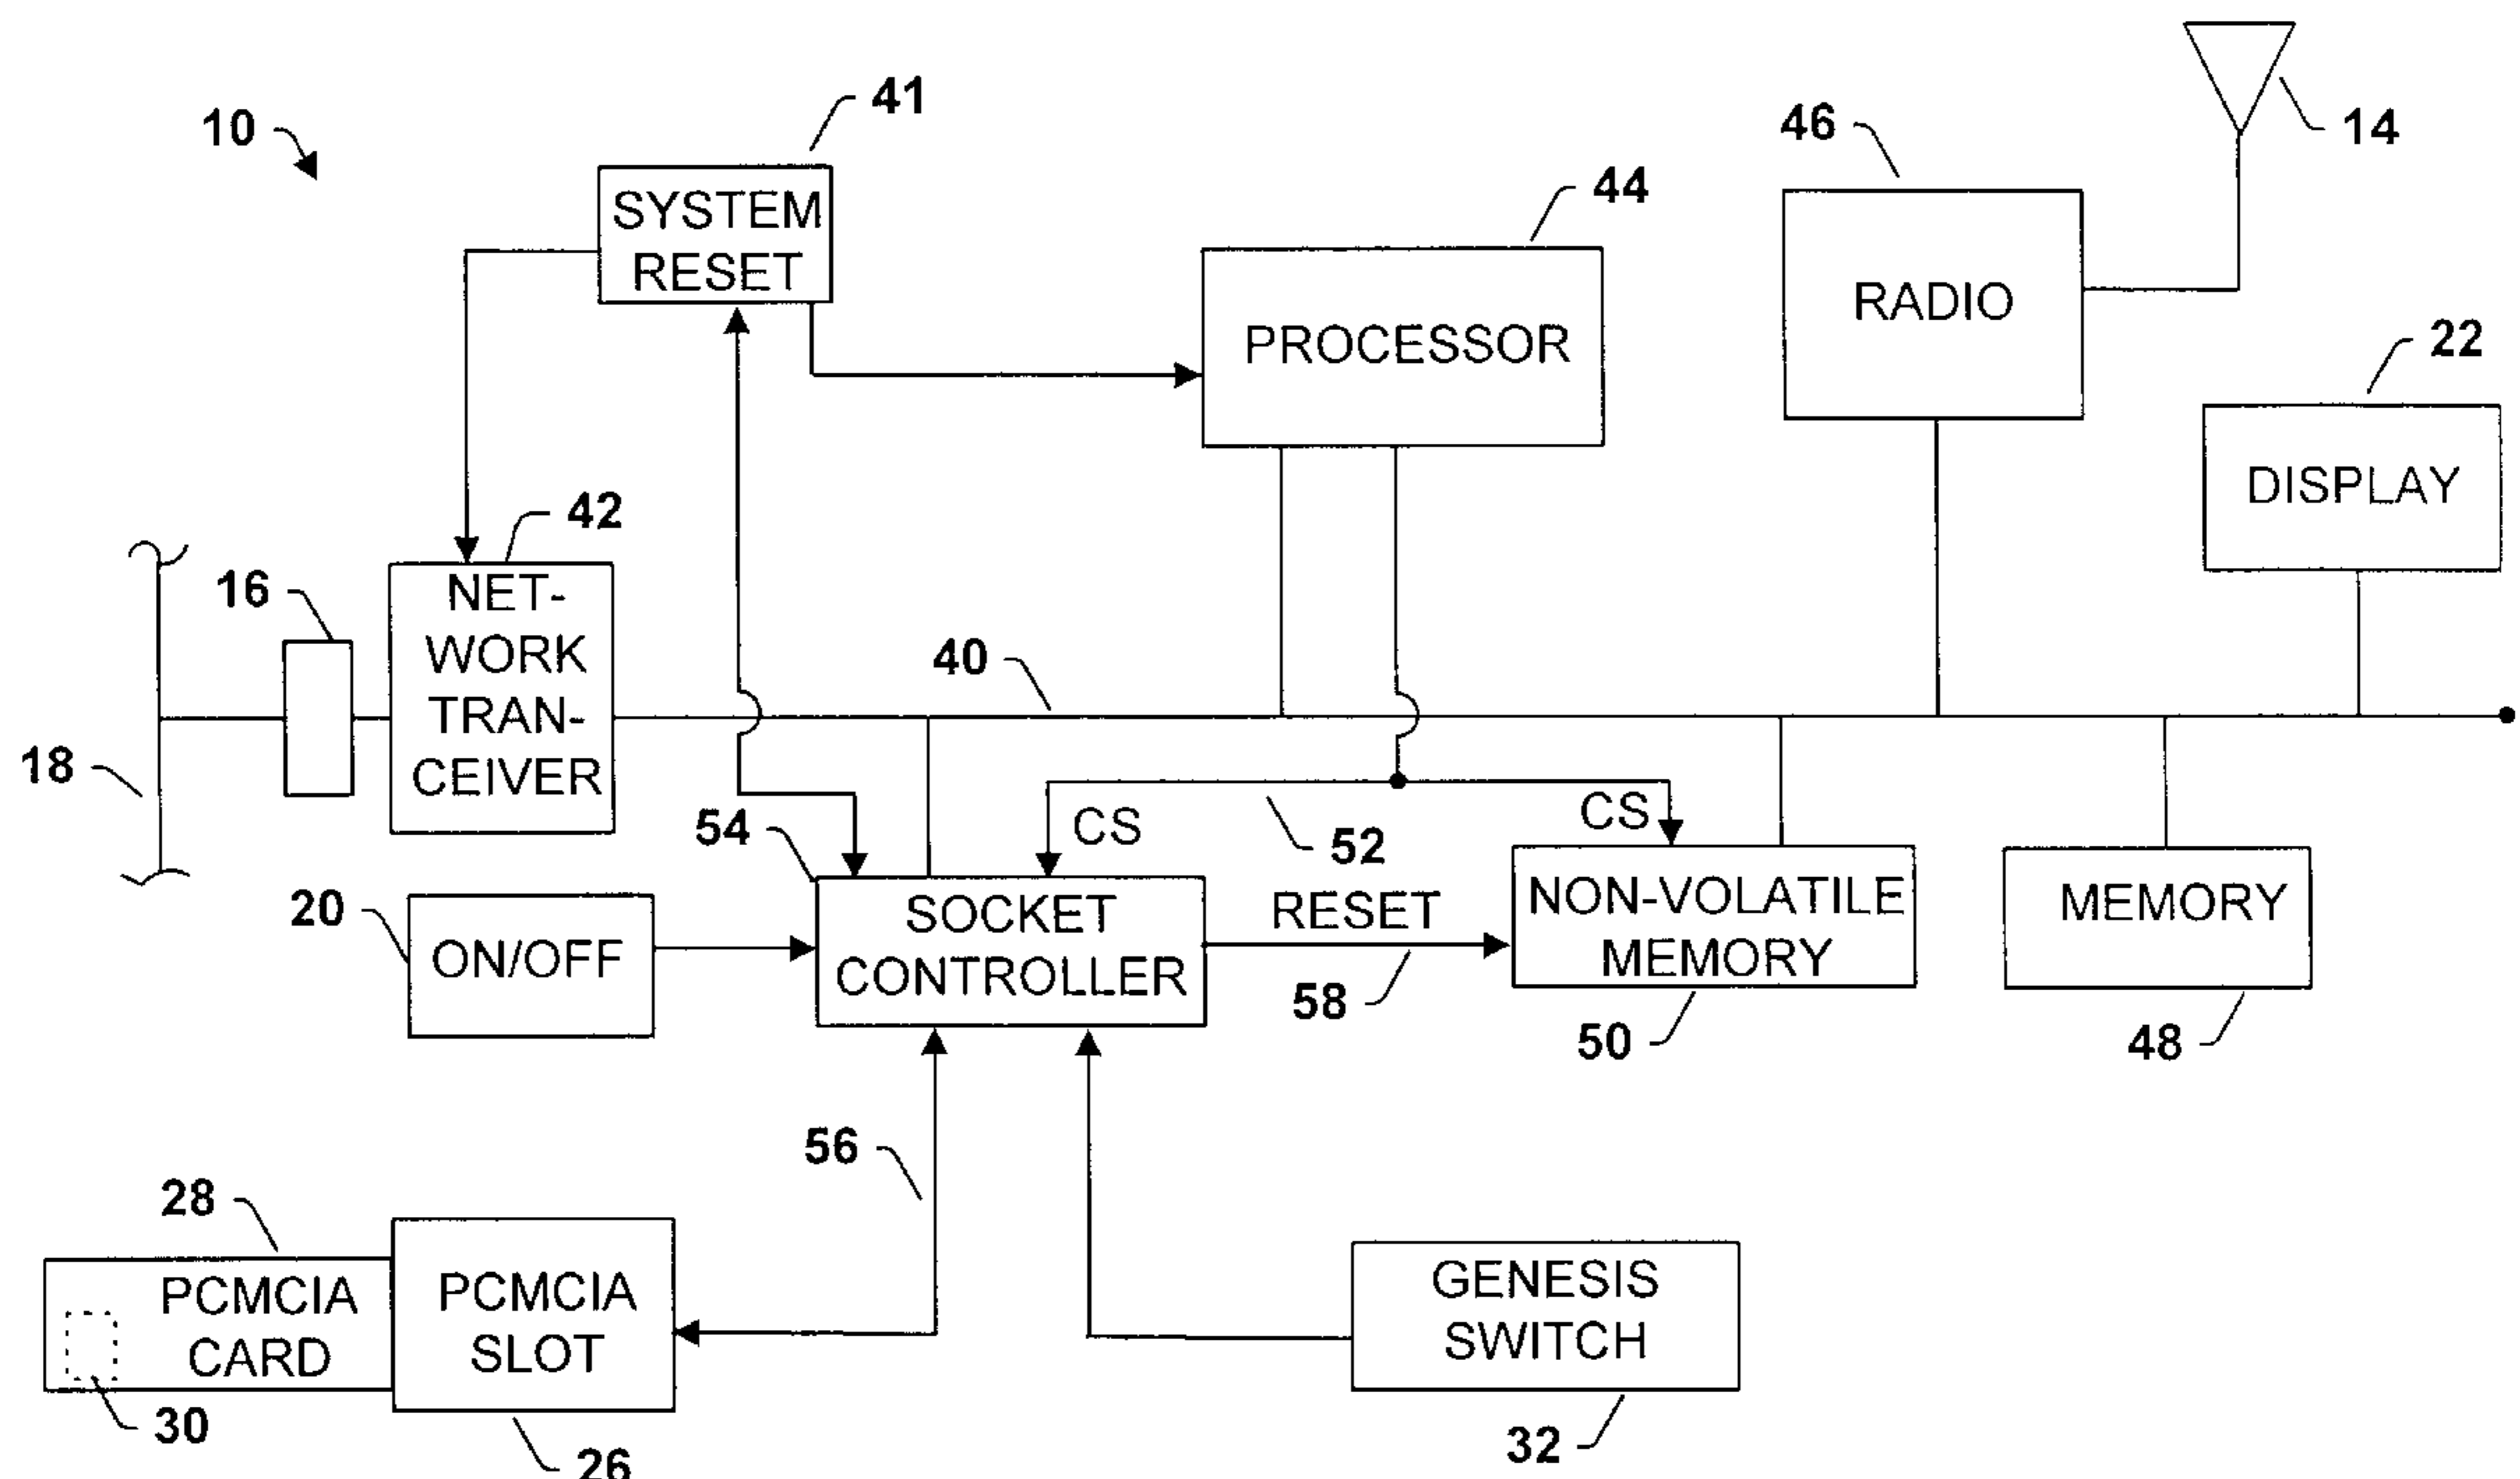 14
41
10
46
44
SYSTEM
RESET
RADIO
PROCESSOR
22
DISPLAY
42
16
NET-
WORK
TRAN-
CEIVER
40
18
54
CS
52
CS
20
ON/OFF
SOCKET
CONTROLLER
RESET
58
NON-VOLATILE
MEMORY
50
MEMORY
48
56
28
PCMCIA
CARD
30
PCMCIA
SLOT
26
GENESIS
SWITCH
32